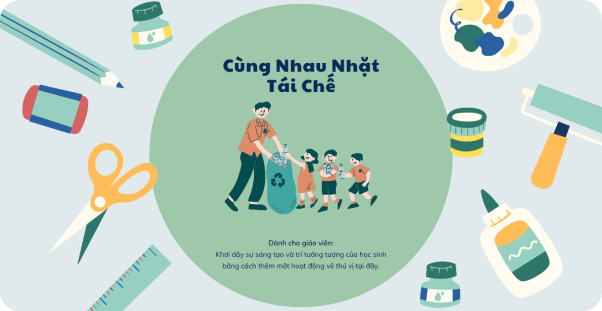 Cùng Nhau Nhặt
Tái Chế
Dành cho giáo viên:
Khơi dậy sự sáng tạo và trí tưởng tượng của học sinh
bằng cách thêm một hoạt động vẽ thú vị tại đây.